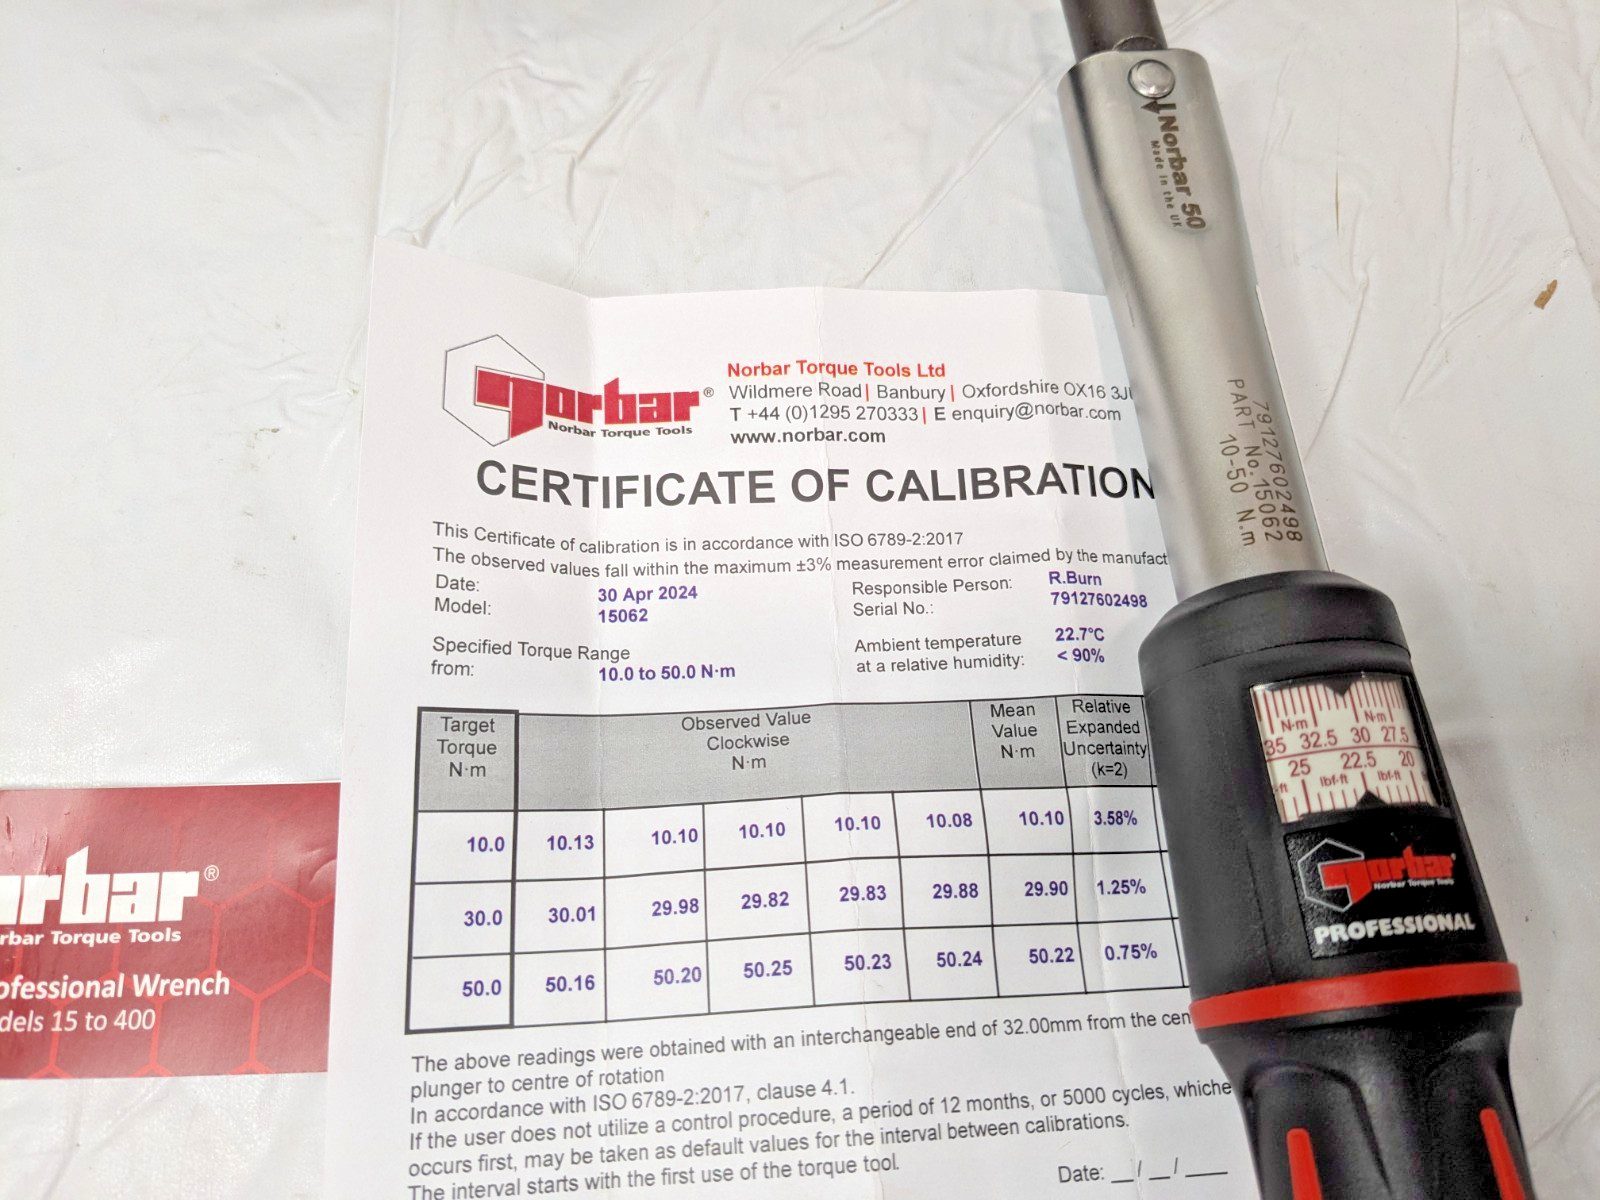 Norbar 50
Made in the UK
79127602498
PART No.15062
10-50 N.m
norbar®
Norbar Torque Tools
Norbar Torque Tools Ltd
Wildmere Road| Banbury| Oxfordshire OX16
T +44 (0)1295 270333 | E enquiry@norbar.com
www.norbar.com
CERTIFICATE OF CALIBRATION
This Certificate of calibration is in accordance with ISO 6789-2:2017
The observed values fall within the maximum ±3% measurement error claimed by the manufact
Date: 30 Apr 2024 Responsible Person: R.Burn
Model: 15062 Serial No.: 79127602498
Specified Torque Range
from: 10.0 to 50.0 N·m
Ambient temperature 22.7°C
at a relative humidity: < 90%
Target Torque N·m Observed Value Clockwise N·m Mean Value N·m Relative Expanded Uncertainty (k=2)
10.0 10.13 10.10 10.10 10.10 10.08 10.10 3.58%
30.0 30.01 29.98 29.82 29.83 29.88 29.90 1.25%
50.0 50.16 50.20 50.25 50.23 50.24 50.22 0.75%
The above readings were obtained with an interchangeable end of 32.00mm from the cen
plunger to centre of rotation
In accordance with ISO 6789-2:2017, clause 4.1.
If the user does not utilize a control procedure, a period of 12 months, or 5000 cycles, whiche
occurs first, may be taken as default values for the interval between calibrations.
The interval starts with the first use of the torque tool.
Date: __/__/____
N·m N·m
35 32.5 30 27.5
25 22.5 20
-ft lbf·ft lbf·ft
norbar
Norbar Torque Tools
PROFESSIONAL
orbar®
rbar Torque Tools
ofessional Wrench
dels 15 to 400